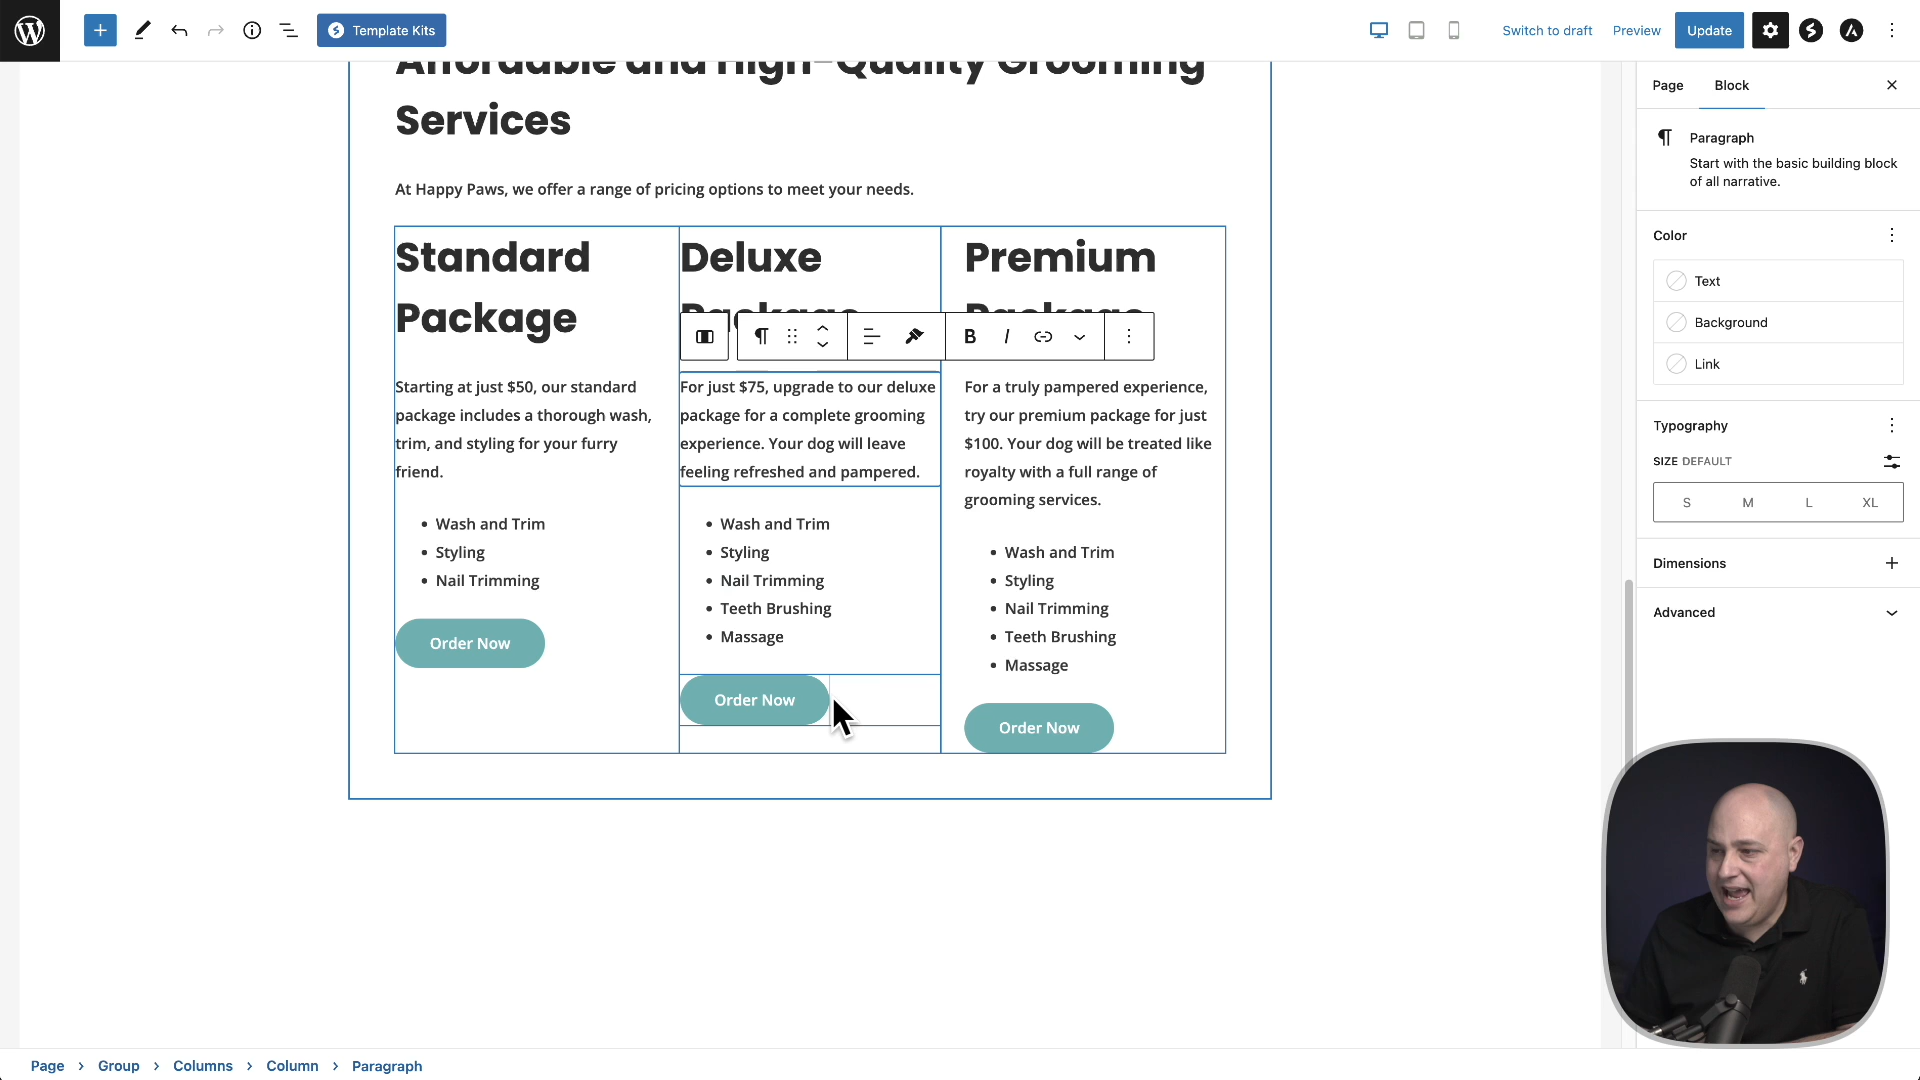 Template Kits
Switch to draft
Preview
Update
Affordable and High-Quality Grooming
Services
At Happy Paws, we offer a range of pricing options to meet your needs.
Standard
Package
Starting at just $50, our standard
package includes a thorough wash,
trim, and styling for your furry
friend.
• Wash and Trim
• Styling
• Nail Trimming
Order Now
Deluxe
Package
For just $75, upgrade to our deluxe
package for a complete grooming
experience. Your dog will leave
feeling refreshed and pampered.
• Wash and Trim
• Styling
• Nail Trimming
• Teeth Brushing
• Massage
Order Now
Premium
Package
For a truly pampered experience,
try our premium package for just
$100. Your dog will be treated like
royalty with a full range of
grooming services.
• Wash and Trim
• Styling
• Nail Trimming
• Teeth Brushing
• Massage
Order Now
B I
Page Block
Paragraph
Start with the basic building block
of all narrative.
Color
Text
Background
Link
Typography
SIZE DEFAULT
S M L XL
Dimensions
Advanced
Page > Group > Columns > Column > Paragraph